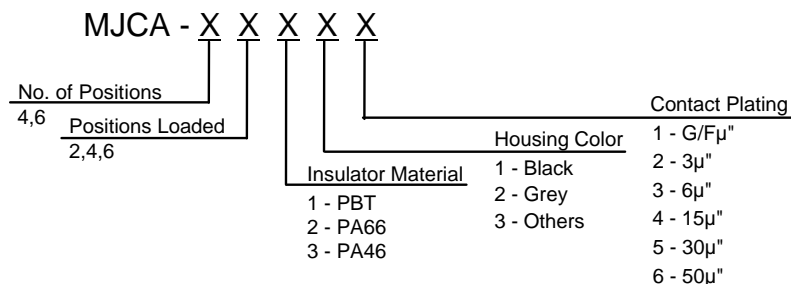 MJCA - X X X X X
No. of Positions
4,6
Positions Loaded
2,4,6
Insulator Material
1 - PBT
2 - PA66
3 - PA46
Housing Color
1 - Black
2 - Grey
3 - Others
Contact Plating
1 - G/Fµ"
2 - 3µ"
3 - 6µ"
4 - 15µ"
5 - 30µ"
6 - 50µ"